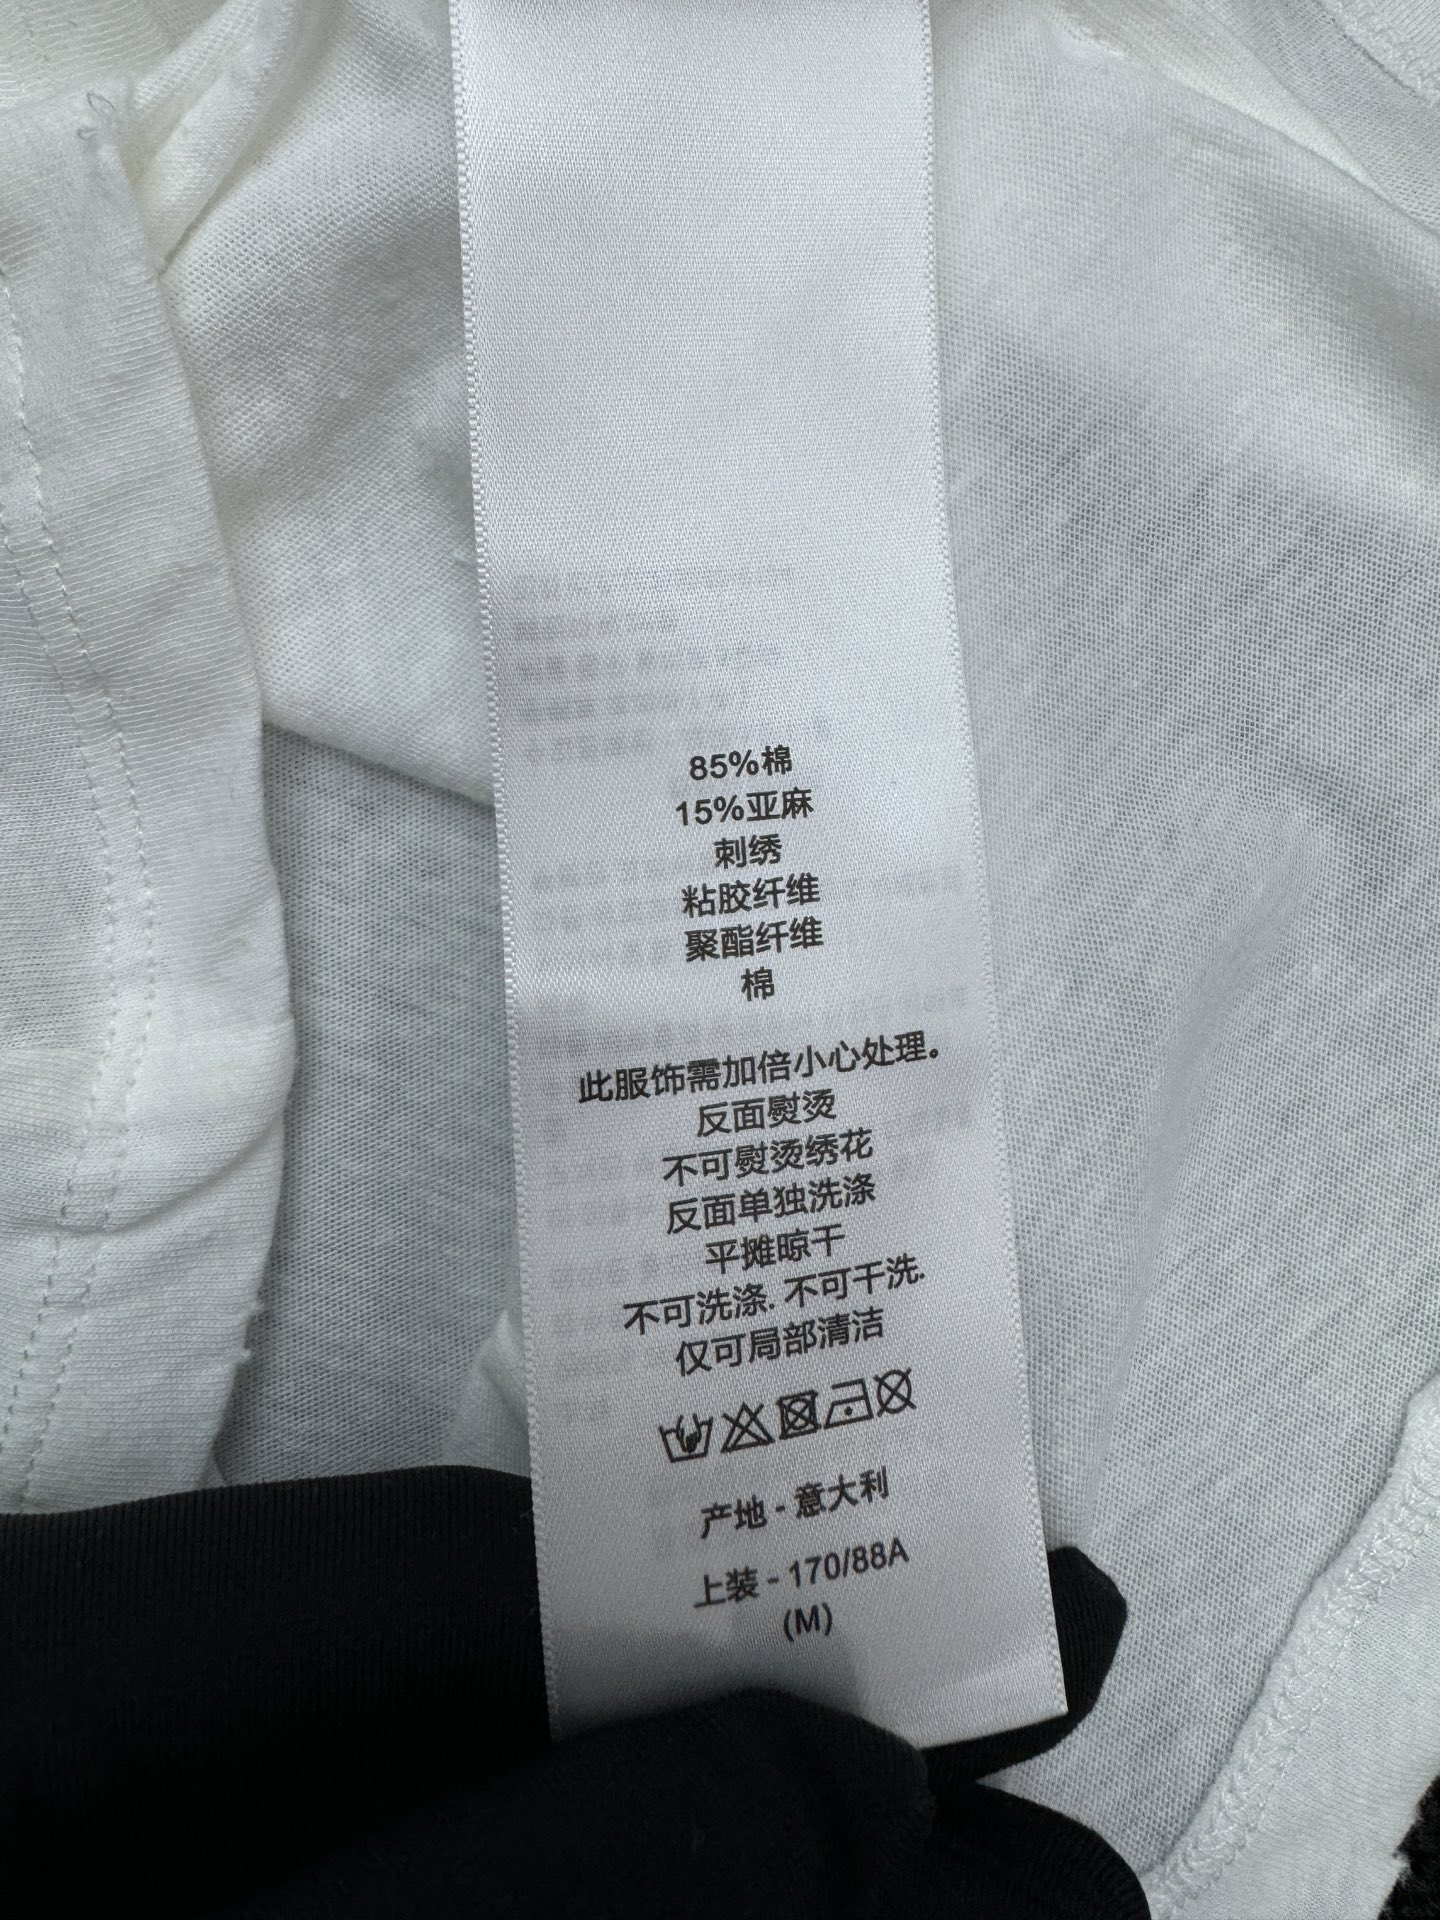 85%棉
15%亚麻
刺绣
粘胶纤维
聚酯纤维
棉
此服饰需加倍小心处理。
反面熨烫
不可熨烫绣花
反面单独洗涤
平摊晾干
不可洗涤. 不可干洗.
仅可局部清洁
产地 - 意大利
上装 - 170/88A
(M)